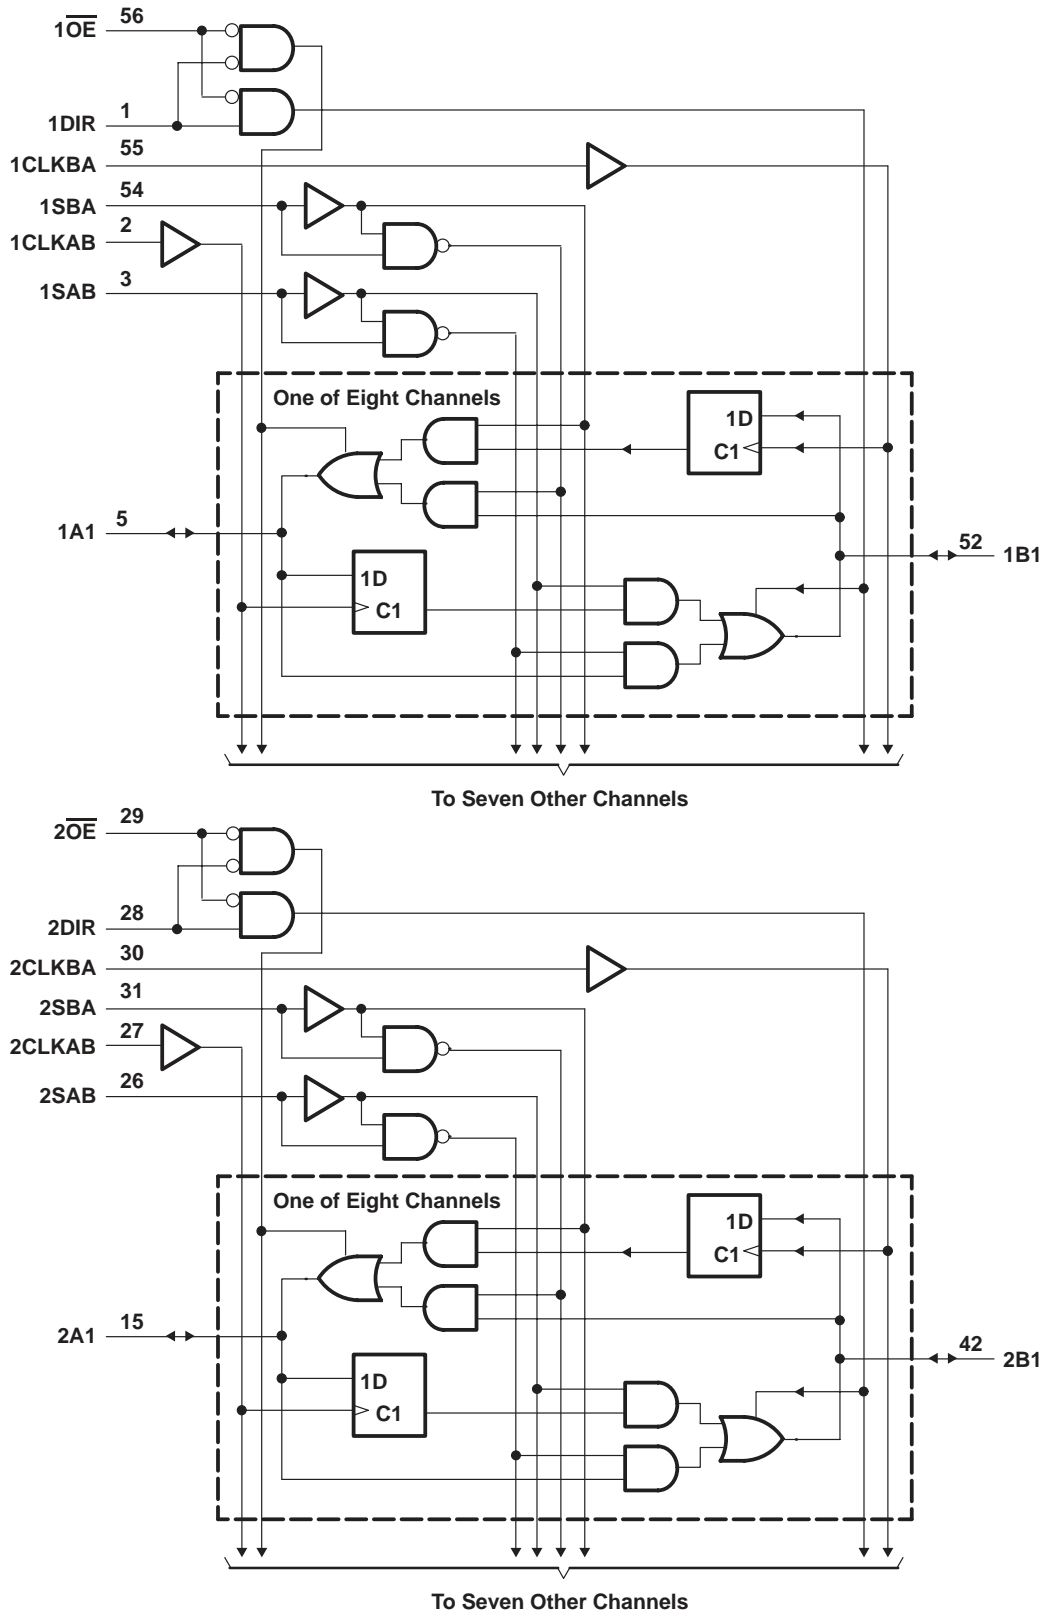 1O̅E̅ 56
1DIR 1
1CLKBA 55
1SBA 54
1CLKAB 2
1SAB 3
One of Eight Channels
1D
C1
1A1 5
52 1B1
1D
C1
To Seven Other Channels
2O̅E̅ 29
2DIR 28
2CLKBA 30
2SBA 31
2CLKAB 27
2SAB 26
One of Eight Channels
1D
C1
2A1 15
42 2B1
1D
C1
To Seven Other Channels